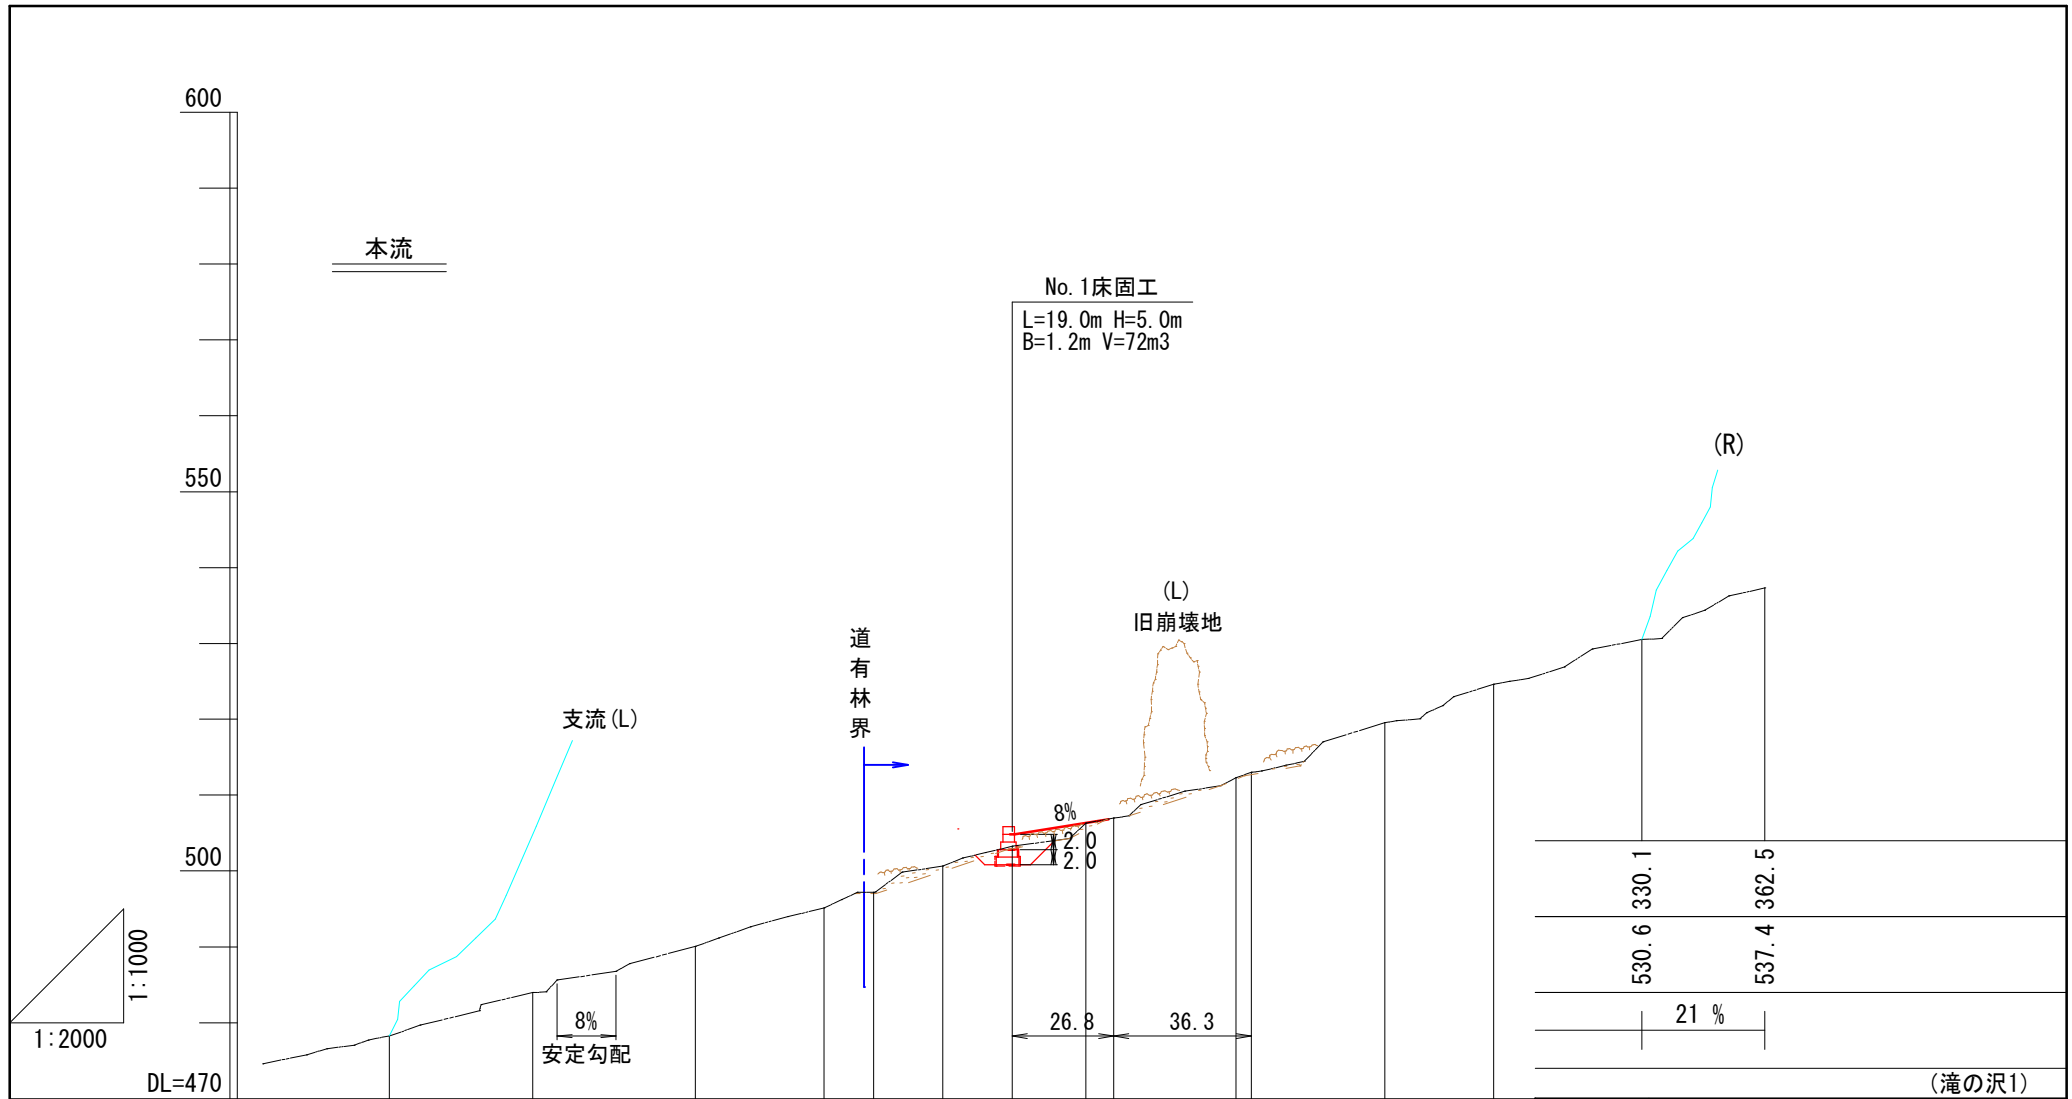 600
本流
No.1床固工
L=19.0m H=5.0m
B=1.2m V=72m3
(R)
550
(L)
旧崩壊地
道有林界
支流(L)
8%
2.0
2.0
500
330.1
362.5
530.6
537.4
1:1000
1:2000
8%
安定勾配
26.8
36.3
21 %
DL=470
(滝の沢1)